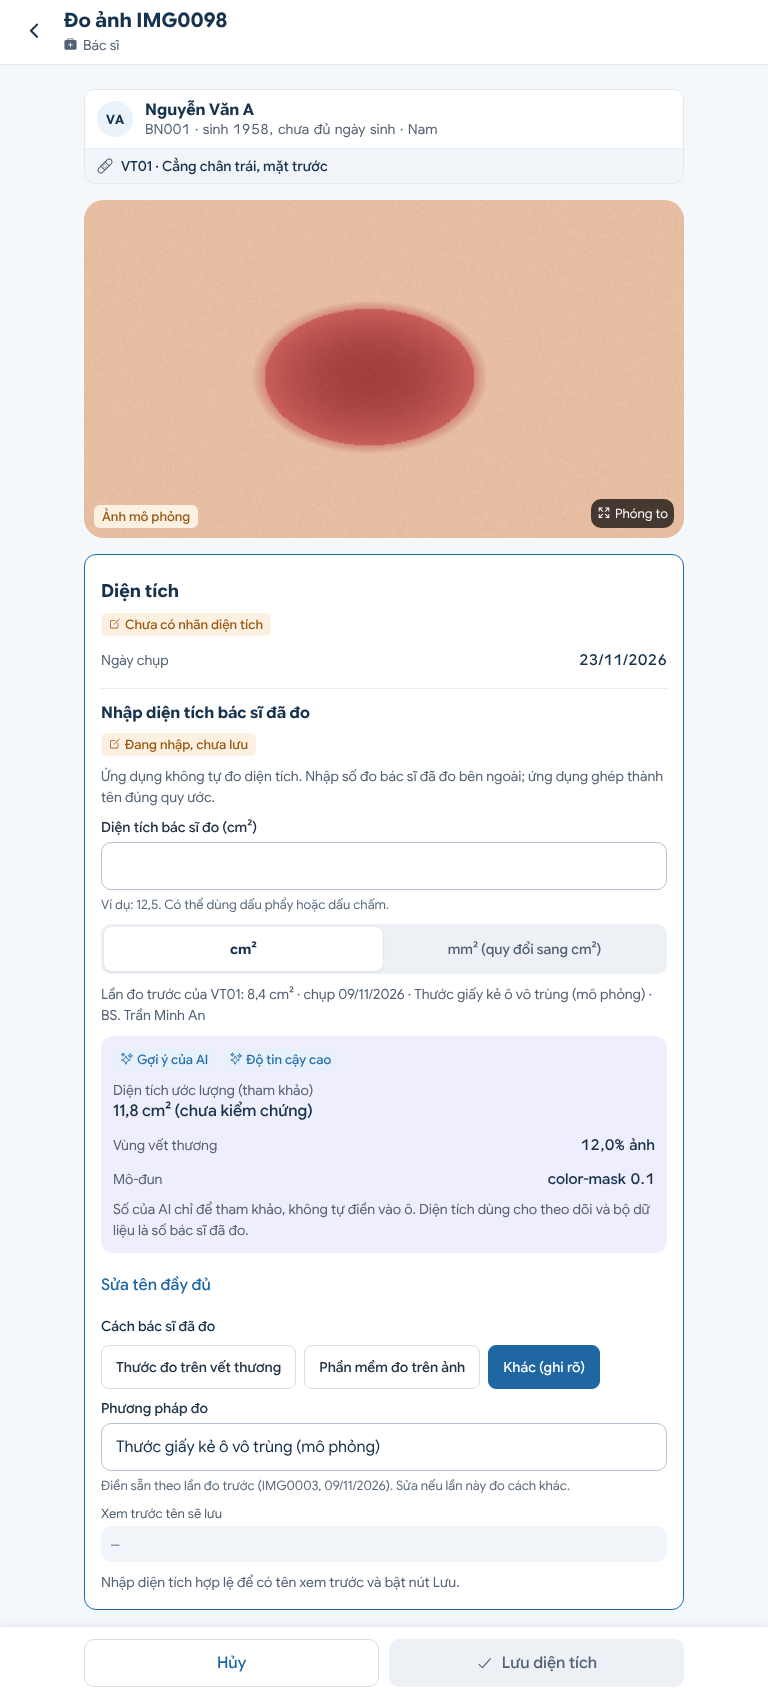 Đo ảnh IMG0098
Bác sĩ
VA
Nguyễn Văn A
BN001 · sinh 1958, chưa đủ ngày sinh · Nam
VT01 · Cẳng chân trái, mặt trước
Ảnh mô phỏng
Phóng to
Diện tích
Chưa có nhãn diện tích
Ngày chụp
23/11/2026
Nhập diện tích bác sĩ đã đo
Đang nhập, chưa lưu
Ứng dụng không tự đo diện tích. Nhập số đo bác sĩ đã đo bên ngoài; ứng dụng ghép thành
tên đúng quy ước.
Diện tích bác sĩ đo (cm²)
Ví dụ: 12,5. Có thể dùng dấu phẩy hoặc dấu chấm.
cm²
mm² (quy đổi sang cm²)
Lần đo trước của VT01: 8,4 cm² · chụp 09/11/2026 · Thước giấy kẻ ô vô trùng (mô phỏng) ·
BS. Trần Minh An
Gợi ý của AI
Độ tin cậy cao
Diện tích ước lượng (tham khảo)
11,8 cm² (chưa kiểm chứng)
Vùng vết thương
12,0% ảnh
Mô-đun
color-mask 0.1
Số của AI chỉ để tham khảo, không tự điền vào ô. Diện tích dùng cho theo dõi và bộ dữ
liệu là số bác sĩ đã đo.
Sửa tên đầy đủ
Cách bác sĩ đã đo
Thước đo trên vết thương
Phần mềm đo trên ảnh
Khác (ghi rõ)
Phương pháp đo
Thước giấy kẻ ô vô trùng (mô phỏng)
Điền sẵn theo lần đo trước (IMG0003, 09/11/2026). Sửa nếu lần này đo cách khác.
Xem trước tên sẽ lưu
–
Nhập diện tích hợp lệ để có tên xem trước và bật nút Lưu.
Hủy
Lưu diện tích